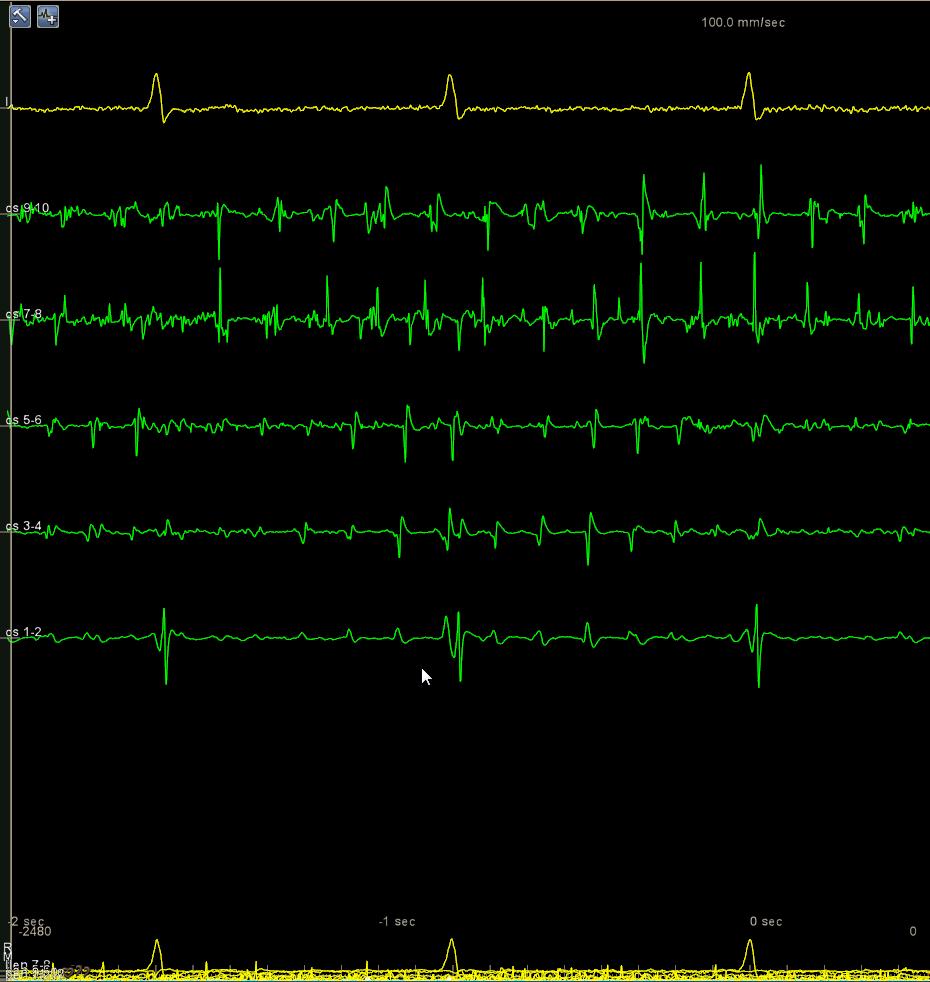 100.0 mm/sec
I
cs 9-10
cs 7-8
cs 5-6
cs 3-4
cs 1-2
-2 sec
-1 sec
0 sec
-2480
0